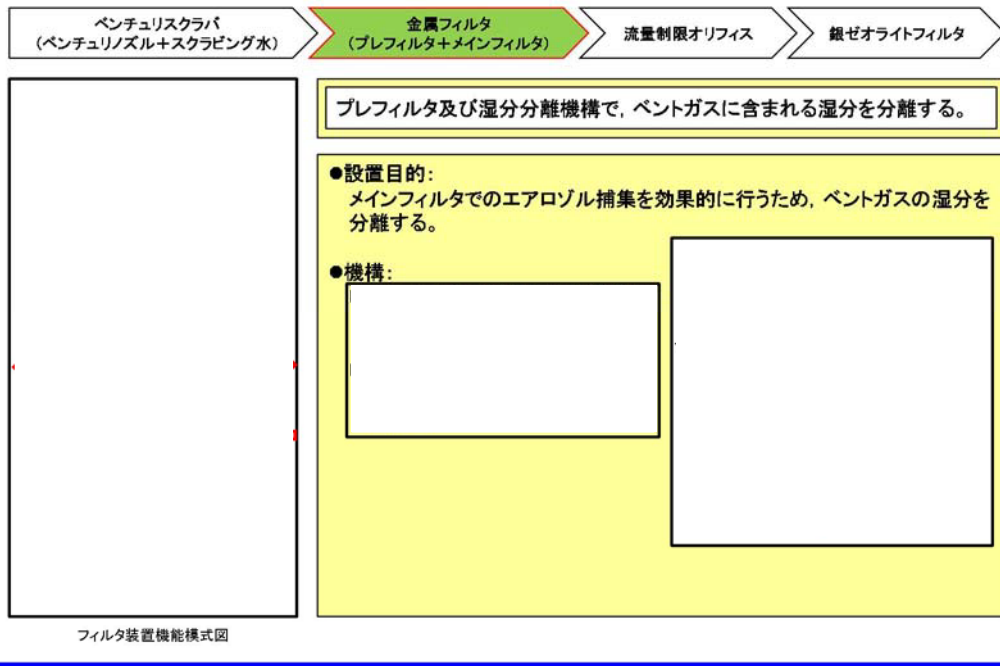 ベンチュリスクラバ
(ベンチュリノズル+スクラビング水)
金属フィルタ
(プレフィルタ+メインフィルタ)
流量制限オリフィス
銀ゼオライトフィルタ
プレフィルタ及び湿分分離機構で,ベントガスに含まれる湿分を分離する。
●設置目的:
メインフィルタでのエアロゾル捕集を効果的に行うため,ベントガスの湿分を
分離する。
●機構:
フィルタ装置機能模式図